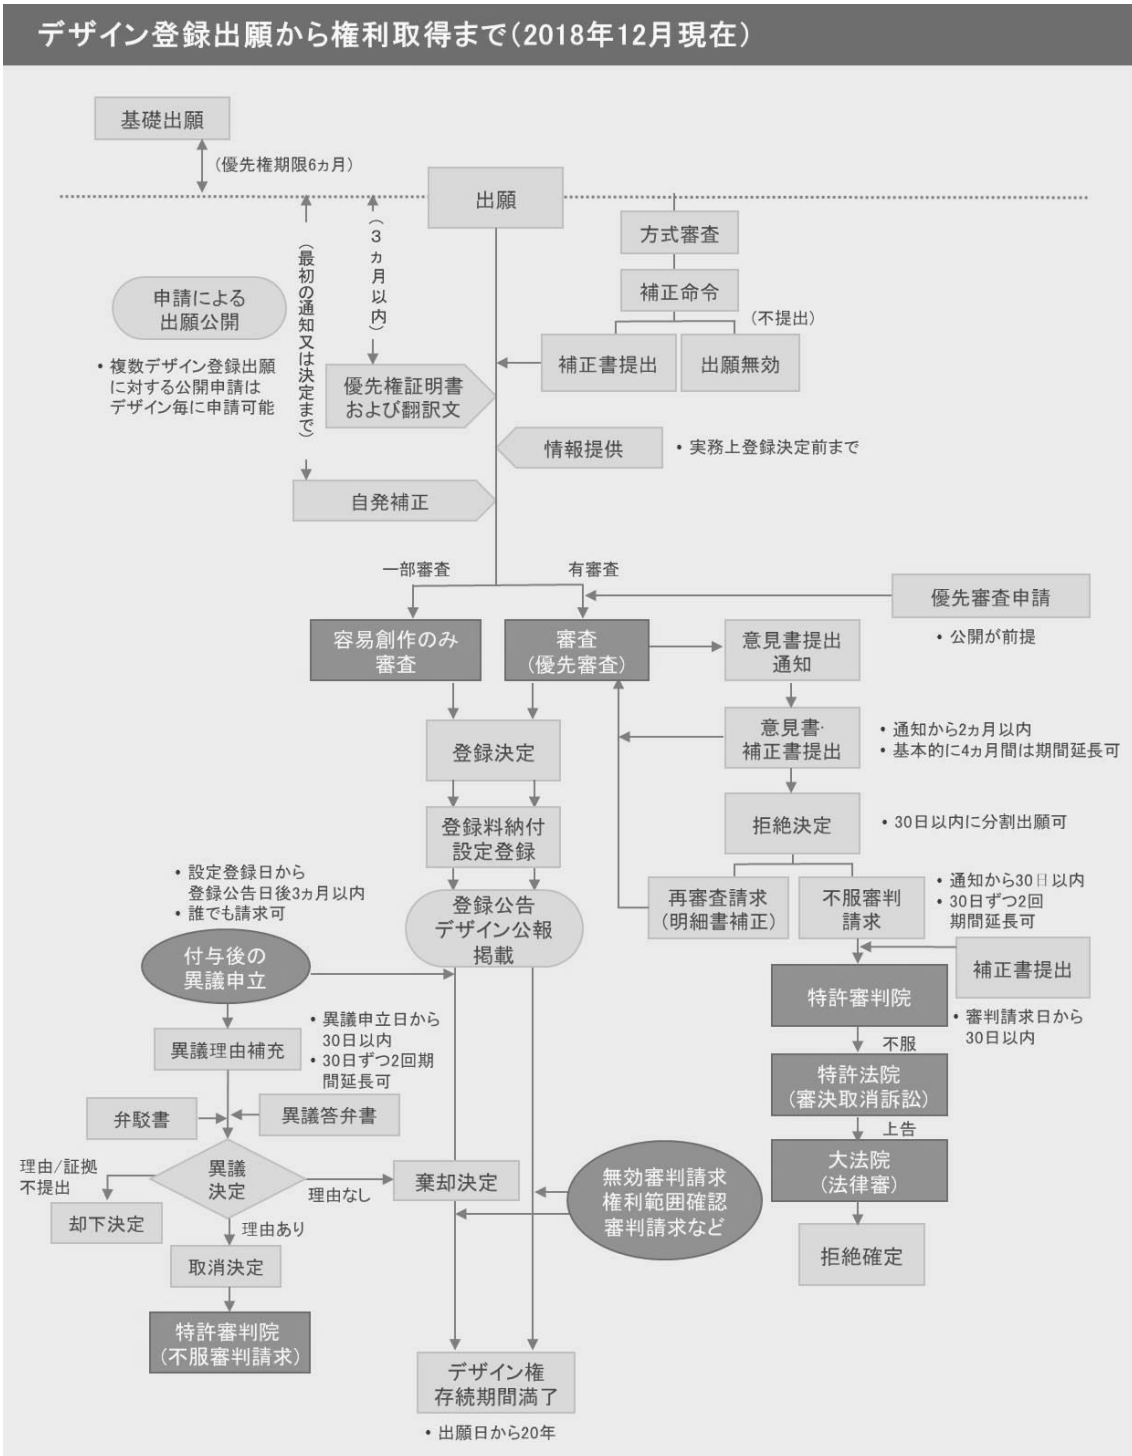 デザイン登録出願から権利取得まで(2018年12月現在)
基礎出願
(優先権期限6ヵ月)
出願
(3ヵ月以内)
(最初の通知又は決定まで)
方式審査
補正命令
(不提出)
補正書提出
出願無効
申請による
出願公開
• 複数デザイン登録出願
に対する公開申請は
デザイン毎に申請可能
優先権証明書
および翻訳文
情報提供
• 実務上登録決定前まで
自発補正
一部審査
有審査
優先審査申請
• 公開が前提
容易創作のみ
審査
審査
(優先審査)
意見書提出
通知
登録決定
意見書·
補正書提出
• 通知から2ヵ月以内
• 基本的に4ヵ月間は期間延長可
登録料納付
設定登録
拒絶決定
• 30日以内に分割出願可
• 設定登録日から
登録公告日後3ヵ月以内
• 誰でも請求可
登録公告
デザイン公報
掲載
再審査請求
(明細書補正)
不服審判
請求
• 通知から30日以内
• 30日ずつ2回
期間延長可
付与後の
異議申立
補正書提出
特許審判院
• 審判請求日から
30日以内
異議理由補充
• 異議申立日から
30日以内
• 30日ずつ2回期
間延長可
不服
特許法院
(審決取消訴訟)
弁駁書
異議答弁書
上告
大法院
(法律審)
理由/証拠
不提出
異議
決定
理由なし
棄却決定
無効審判請求
権利範囲確認
審判請求など
却下決定
理由あり
拒絶確定
取消決定
特許審判院
(不服審判請求)
デザイン権
存続期間満了
• 出願日から20年